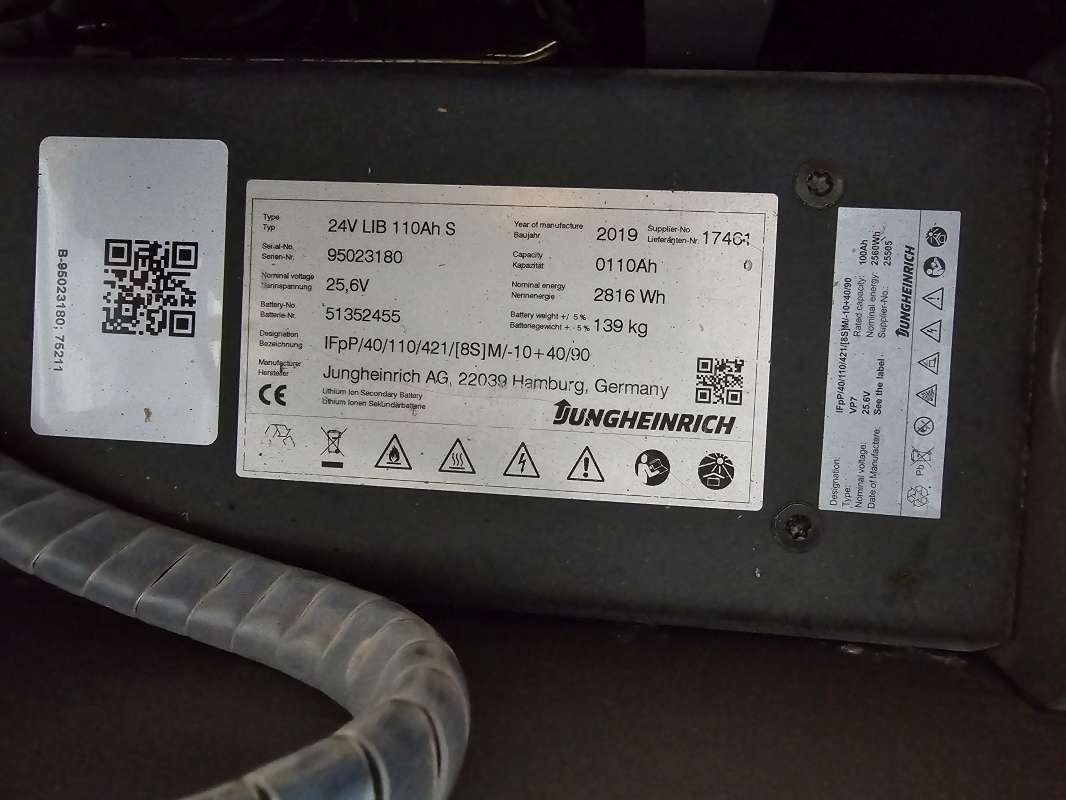 B-95023180; 75211
Type 24V LIB 110Ah S
Typ
Serial-No. 95023180
Serien-Nr.
Nominal voltage 25,6V
Nennspannung
Battery-No. 51352455
Batterie-Nr.
Designation IFpP/40/110/421/[8S]M/-10+40/90
Bezeichnung
Manufacturer Jungheinrich AG, 22039 Hamburg, Germany
Hersteller
Year of manufacture 2019
Baujahr
Supplier-No. 17461
Lieferanten-Nr.
Capacity 0110Ah
Kapazität
Nominal energy 2816 Wh
Nennenergie
Battery weight +/- 5% 139 kg
Batteriegewicht +/- 5%
CE
Lithium Ion Secondary Battery
Lithium Ionen Sekundärbatterie
JUNGHEINRICH
Designation: IFpP/40/110/421/[8S]M/-10+40/90
Type: VP7
Nominal voltage: 25.6V
Date of Manufacture: See the label
Rated capacity: 100Ah
Nominal energy: 2560Wh
Supplier-No.: 25505
JUNGHEINRICH
Pb